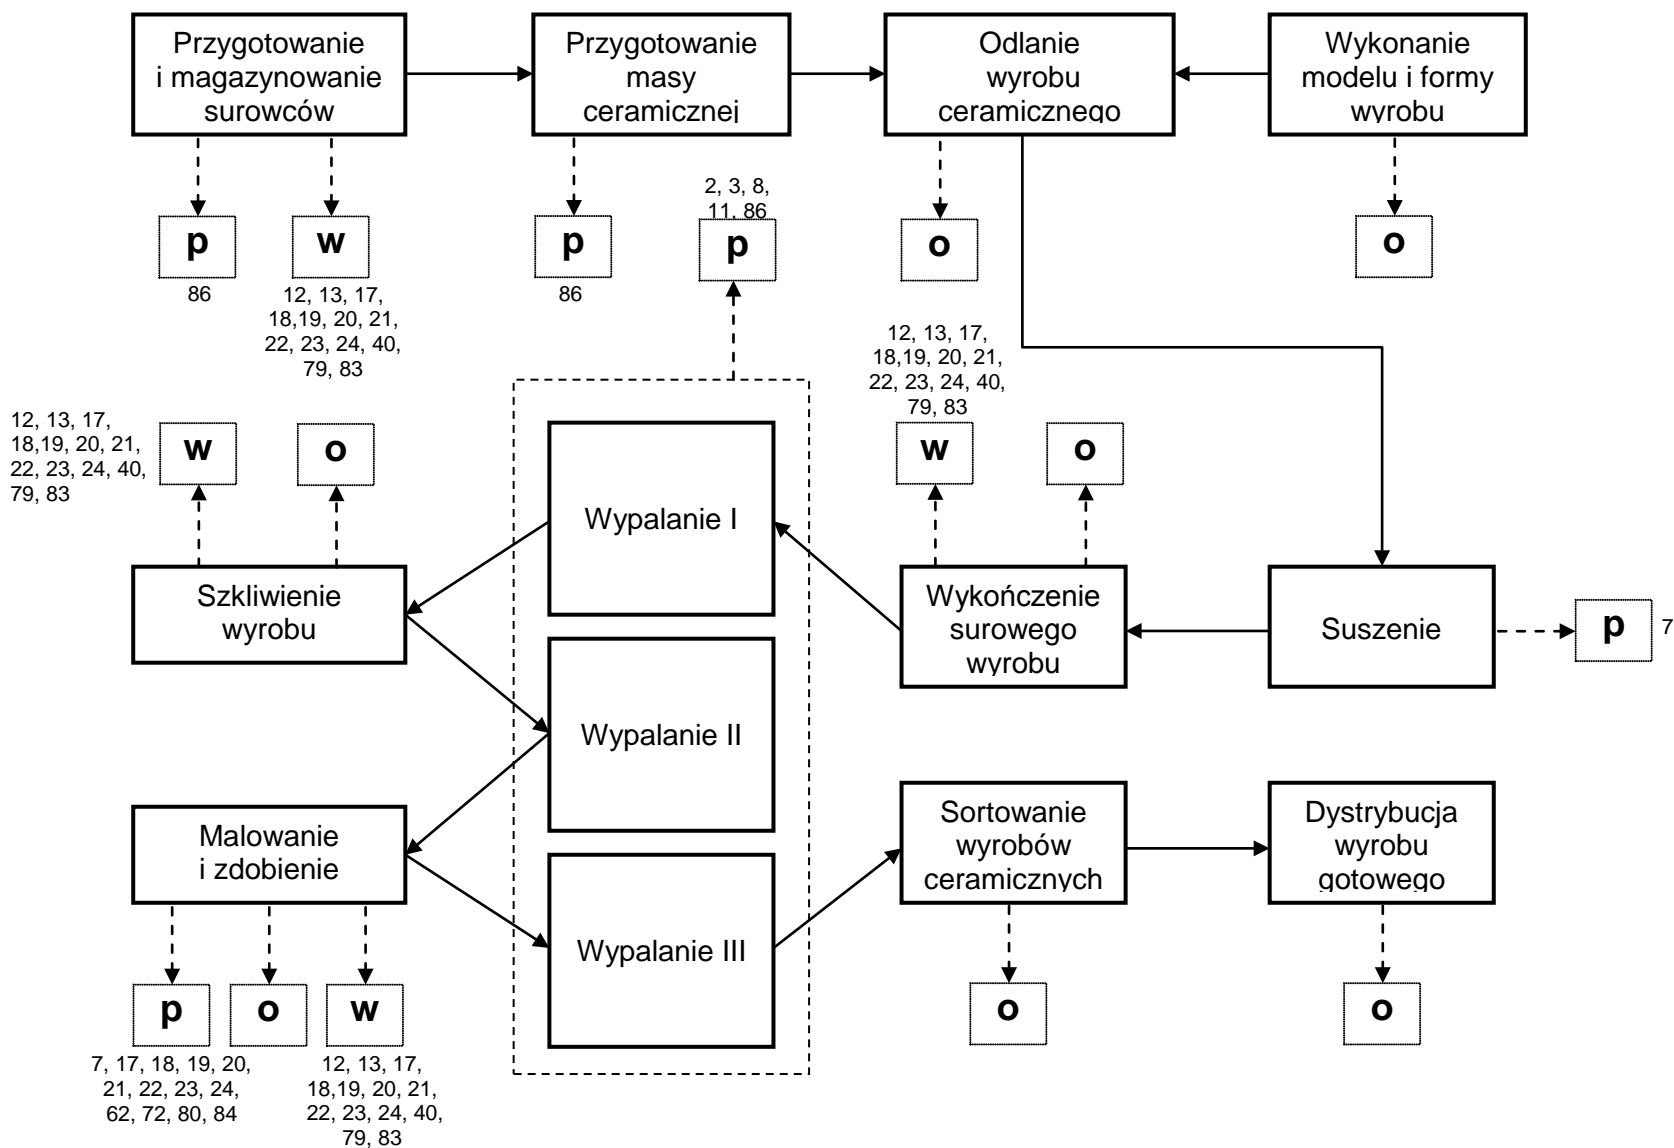 Przygotowanie
i magazynowanie
surowców
Przygotowanie
masy
ceramicznej
Odlanie
wyrobu
ceramicznego
Wykonanie
modelu i formy
wyrobu
p
86
w
12, 13, 17,
18,19, 20, 21,
22, 23, 24, 40,
79, 83
p
86
2, 3, 8,
11, 86
p
o
o
12, 13, 17,
18,19, 20, 21,
22, 23, 24, 40,
79, 83
w
o
12, 13, 17,
18,19, 20, 21,
22, 23, 24, 40,
79, 83
w
o
Wypalanie I
Szkliwienie
wyrobu
Wykończenie
surowego
wyrobu
Suszenie
p
7
Wypalanie II
Malowanie
i zdobienie
Sortowanie
wyrobów
ceramicznych
Dystrybucja
wyrobu
gotowego
Wypalanie III
p
7, 17, 18, 19, 20,
21, 22, 23, 24,
62, 72, 80, 84
o
w
12, 13, 17,
18,19, 20, 21,
22, 23, 24, 40,
79, 83
o
o